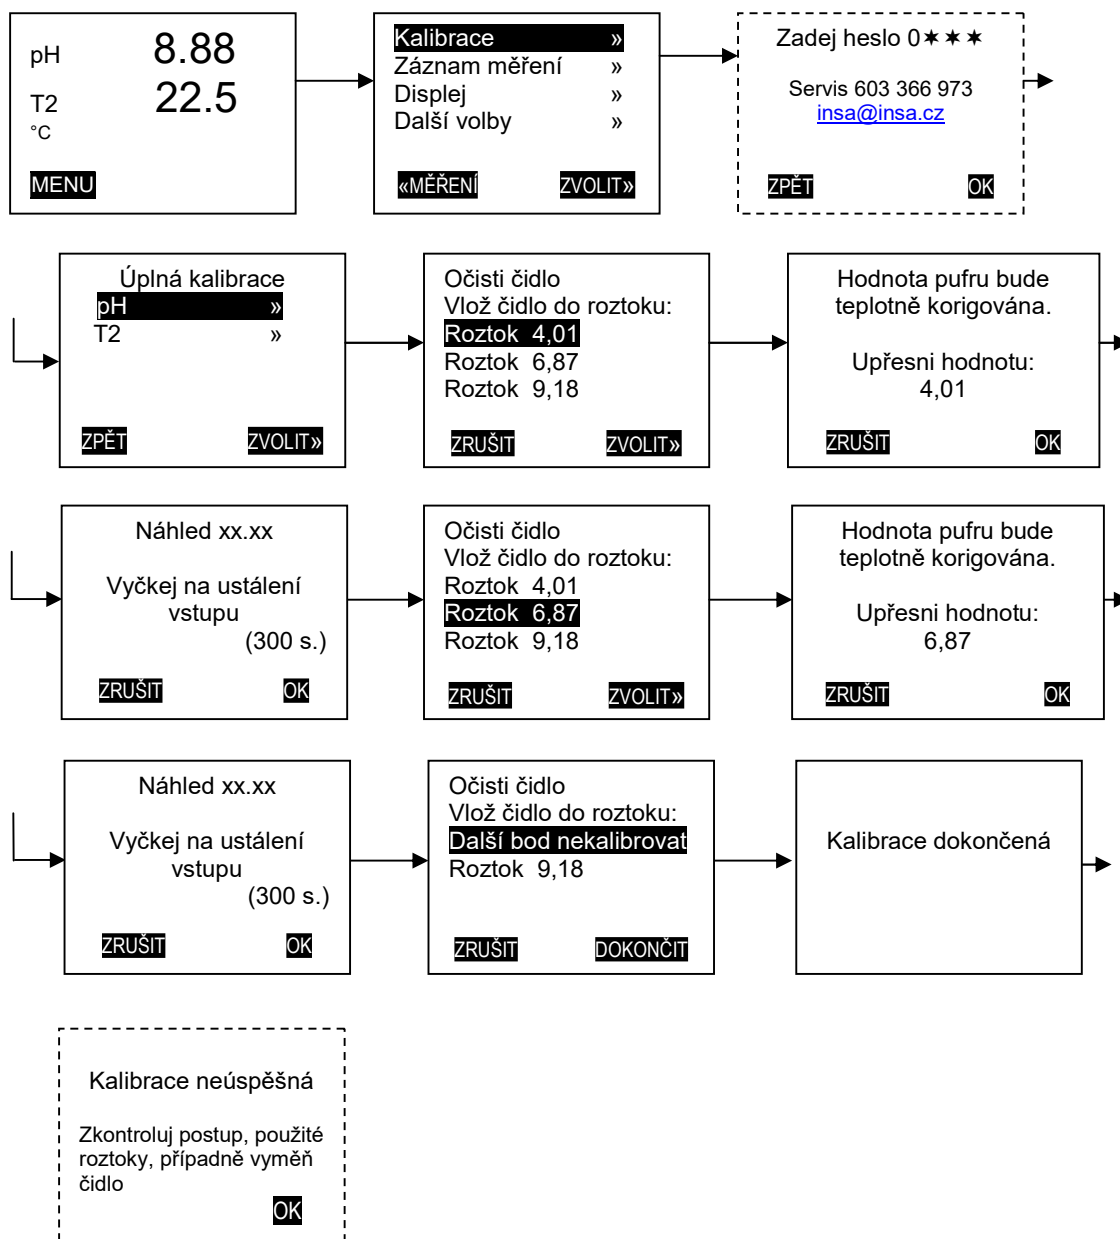 pH 8.88
T2 22.5
°C
MENU
Kalibrace »
Záznam měření »
Displej »
Další volby »
«MĚŘENÍ ZVOLIT»
Zadej heslo 0✶✶✶
Servis 603 366 973
insa@insa.cz
ZPĚT OK
Úplná kalibrace
pH »
T2 »
ZPĚT ZVOLIT»
Očisti čidlo
Vlož čidlo do roztoku:
Roztok 4,01
Roztok 6,87
Roztok 9,18
ZRUŠIT ZVOLIT»
Hodnota pufru bude
teplotně korigována.
Upřesni hodnotu:
4,01
ZRUŠIT OK
Náhled xx.xx
Vyčkej na ustálení
vstupu
(300 s.)
ZRUŠIT OK
Očisti čidlo
Vlož čidlo do roztoku:
Roztok 4,01
Roztok 6,87
Roztok 9,18
ZRUŠIT ZVOLIT»
Hodnota pufru bude
teplotně korigována.
Upřesni hodnotu:
6,87
ZRUŠIT OK
Náhled xx.xx
Vyčkej na ustálení
vstupu
(300 s.)
ZRUŠIT OK
Očisti čidlo
Vlož čidlo do roztoku:
Další bod nekalibrovat
Roztok 9,18
ZRUŠIT DOKONČIT
Kalibrace dokončená
Kalibrace neúspěšná
Zkontroluj postup, použité
roztoky, případně vyměň
čidlo
OK